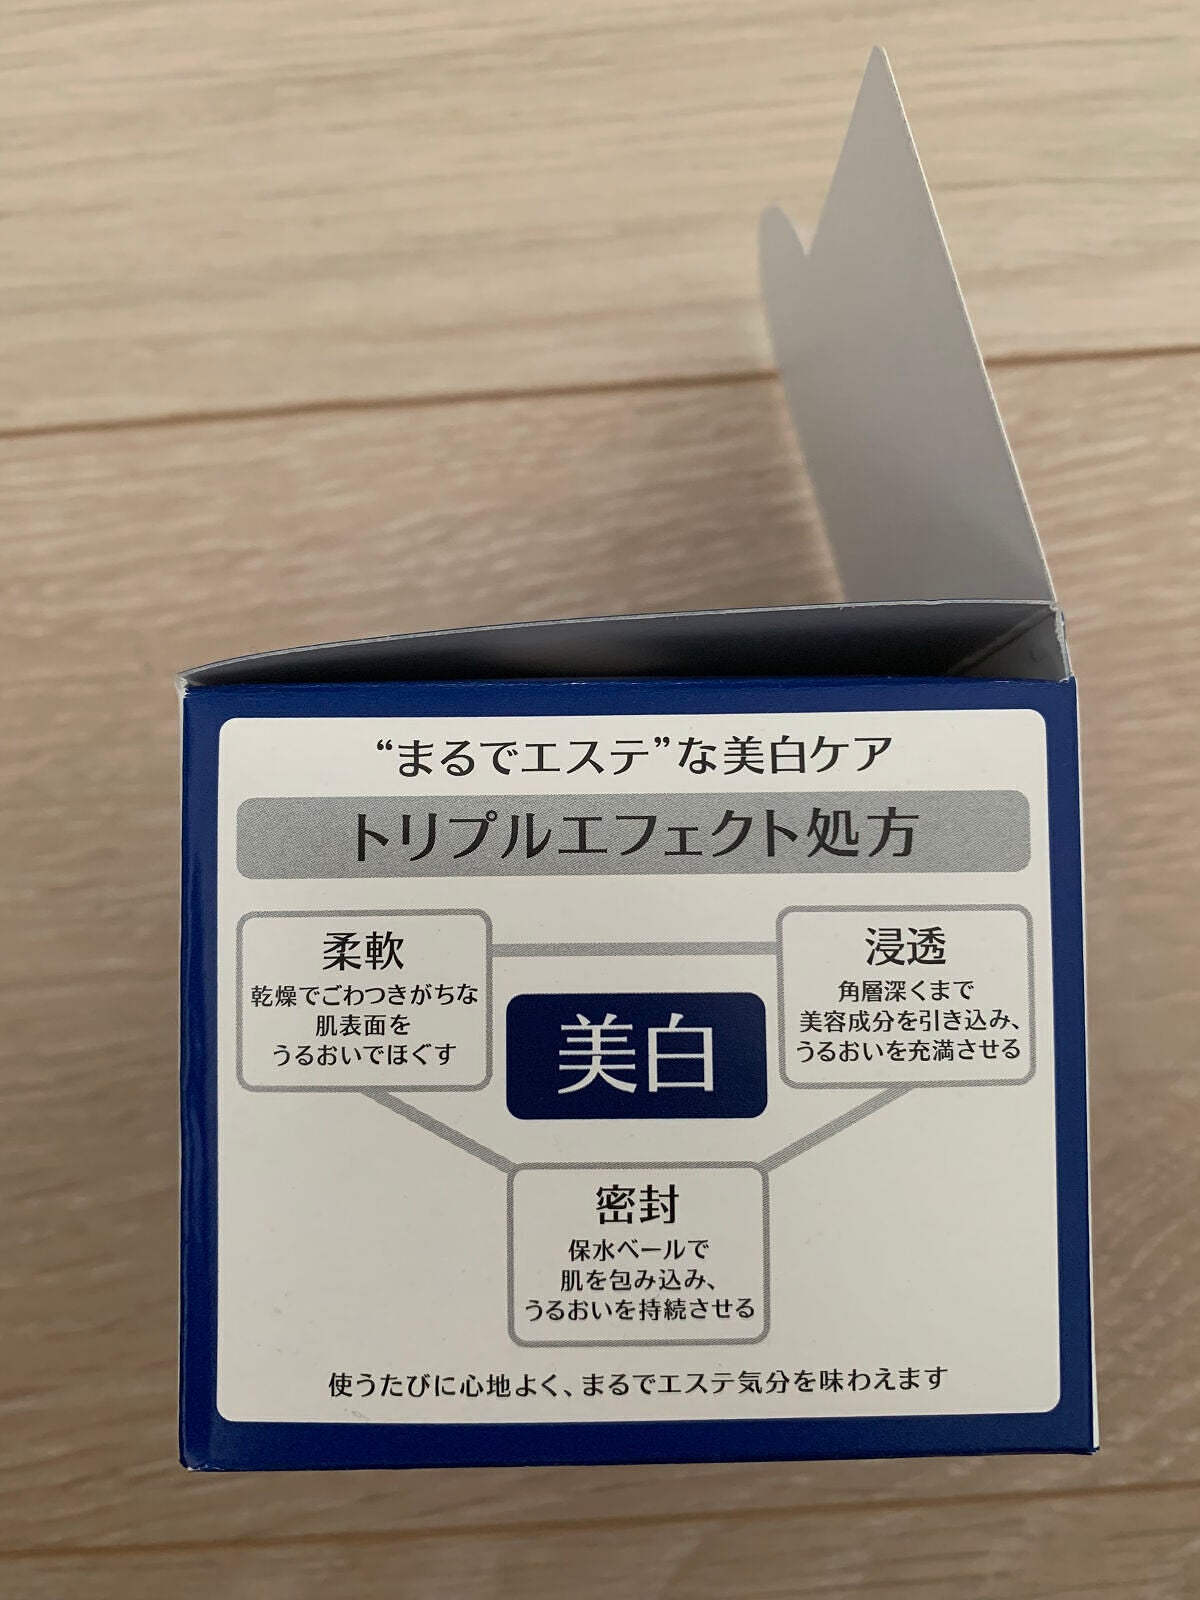 “まるでエステ”な美白ケア
トリプルエフェクト処方
柔軟
乾燥でごわつきがちな
肌表面を
うるおいでほぐす
浸透
角層深くまで
美容成分を引き込み、
うるおいを充満させる
美白
密封
保水ベールで
肌を包み込み、
うるおいを持続させる
使うたびに心地よく、まるでエステ気分を味わえます